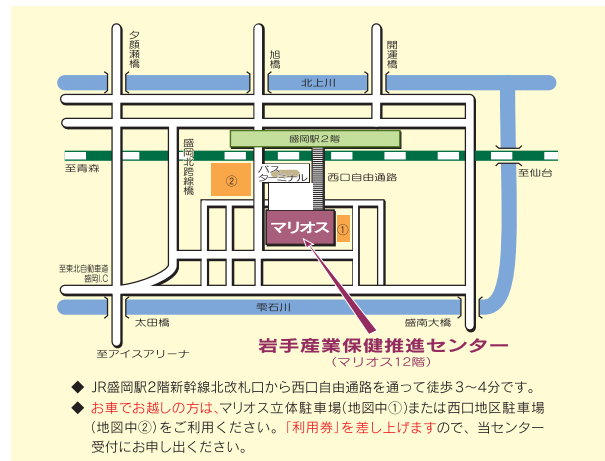 夕顔瀬橋
旭橋
開運橋
北上川
盛岡駅2階
盛岡北跨線橋
至青森
バスターミナル
西口自由通路
至仙台
②
マリオス
①
至東北自動車道
盛岡I.C
雫石川
太田橋
盛南大橋
至アイスアリーナ
岩手産業保健推進センター
(マリオス12階)
◆ JR盛岡駅2階新幹線北改札口から西口自由通路を通って徒歩3〜4分です。
◆ お車でお越しの方は、マリオス立体駐車場(地図中①)または西口地区駐車場
(地図中②)をご利用ください。「利用券」を差し上げますので、当センター
受付にお申し出ください。